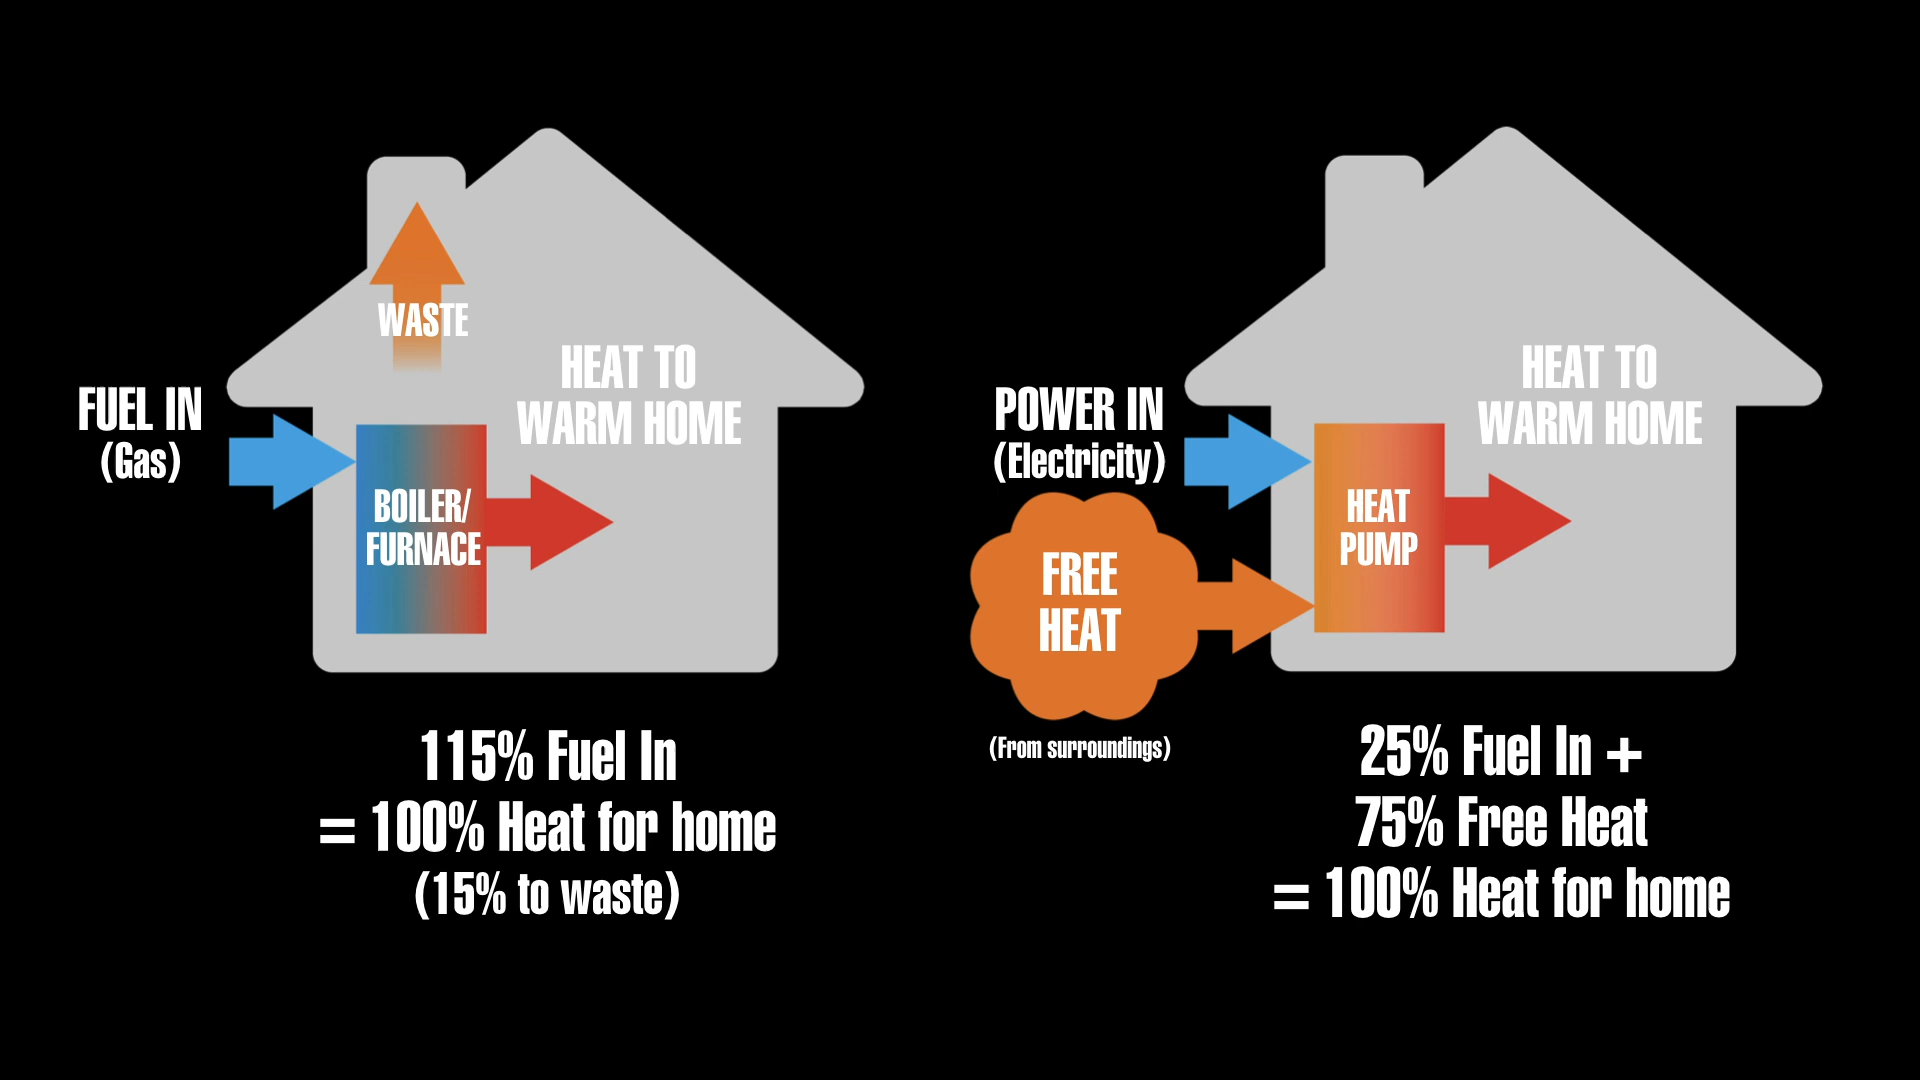 WASTE
HEAT TO
WARM HOME
FUEL IN
(Gas)
BOILER/
FURNACE
115% Fuel In
= 100% Heat for home
(15% to waste)
HEAT TO
WARM HOME
POWER IN
(Electricity)
HEAT
PUMP
FREE
HEAT
(From surroundings)
25% Fuel In +
75% Free Heat
= 100% Heat for home